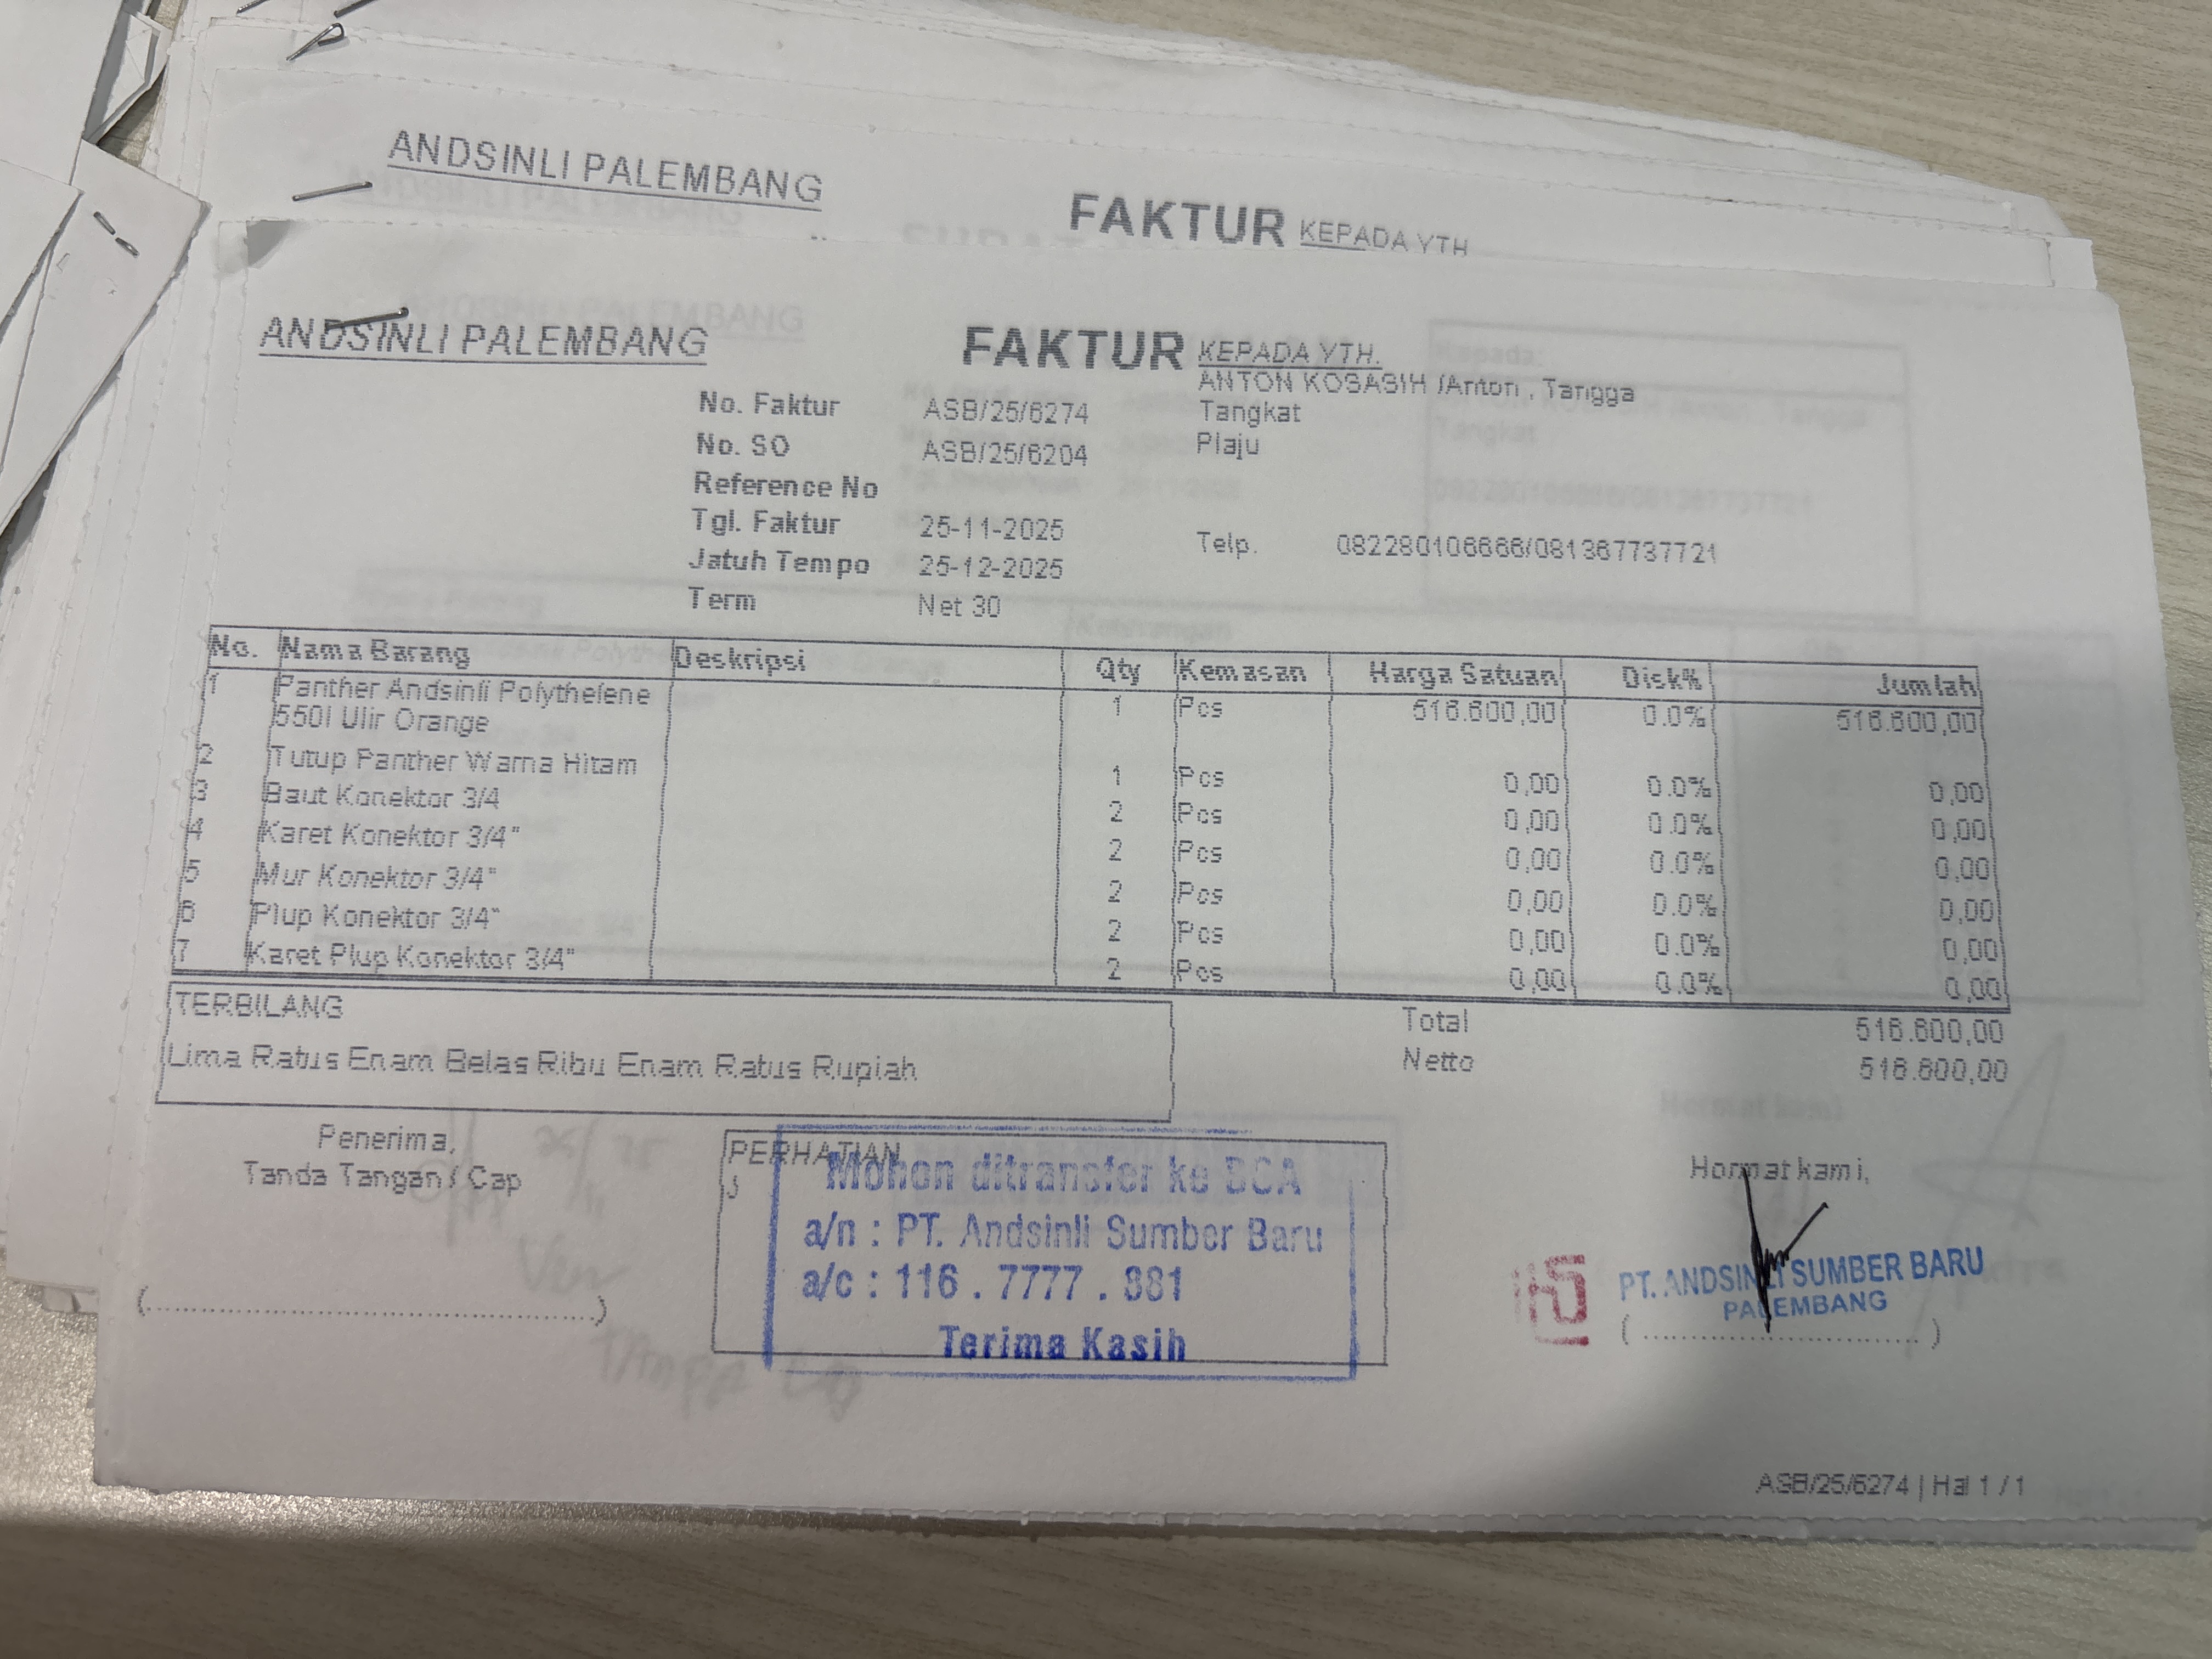 ANDSINLI PALEMBANG
FAKTUR KEPADA YTH
ANDSINLI PALEMBANG
FAKTUR KEPADA YTH.
ANTON KOSASIH /Anton , Tangga
Tangkat
Plaju
No. Faktur ASB/25/6274
No. SO ASB/25/6204
Reference No
Tgl. Faktur 25-11-2025
Telp. 082280106666/081367737721
Jatuh Tempo 25-12-2025
Term Net 30
No. Nama Barang Deskripsi Qty Kemasan Harga Satuan Disk% Jumlah
1 Panther Andsinli Polythelene 1 Pcs 516.600,00 0.0% 516.600,00
550l Ulir Orange
2 Tutup Panther Warna Hitam 1 Pcs 0,00 0.0% 0,00
3 Baut Konektor 3/4 2 Pcs 0,00 0.0% 0,00
4 Karet Konektor 3/4" 2 Pcs 0,00 0.0% 0,00
5 Mur Konektor 3/4" 2 Pcs 0,00 0.0% 0,00
6 Plup Konektor 3/4" 2 Pcs 0,00 0.0% 0,00
7 Karet Plup Konektor 3/4" 2 Pcs 0,00 0.0% 0,00
TERBILANG
Lima Ratus Enam Belas Ribu Enam Ratus Rupiah
Total 516.600,00
Netto 516.600,00
Penerima,
Tanda Tangan / Cap
PERHATIAN
Mohon ditransfer ke BCA
a/n : PT. Andsinli Sumber Baru
a/c : 116 . 7777 . 881
Terima Kasih
Hormat kami,
PT. ANDSINLI SUMBER BARU
PALEMBANG
ASB/25/6274 | Hal 1 / 1